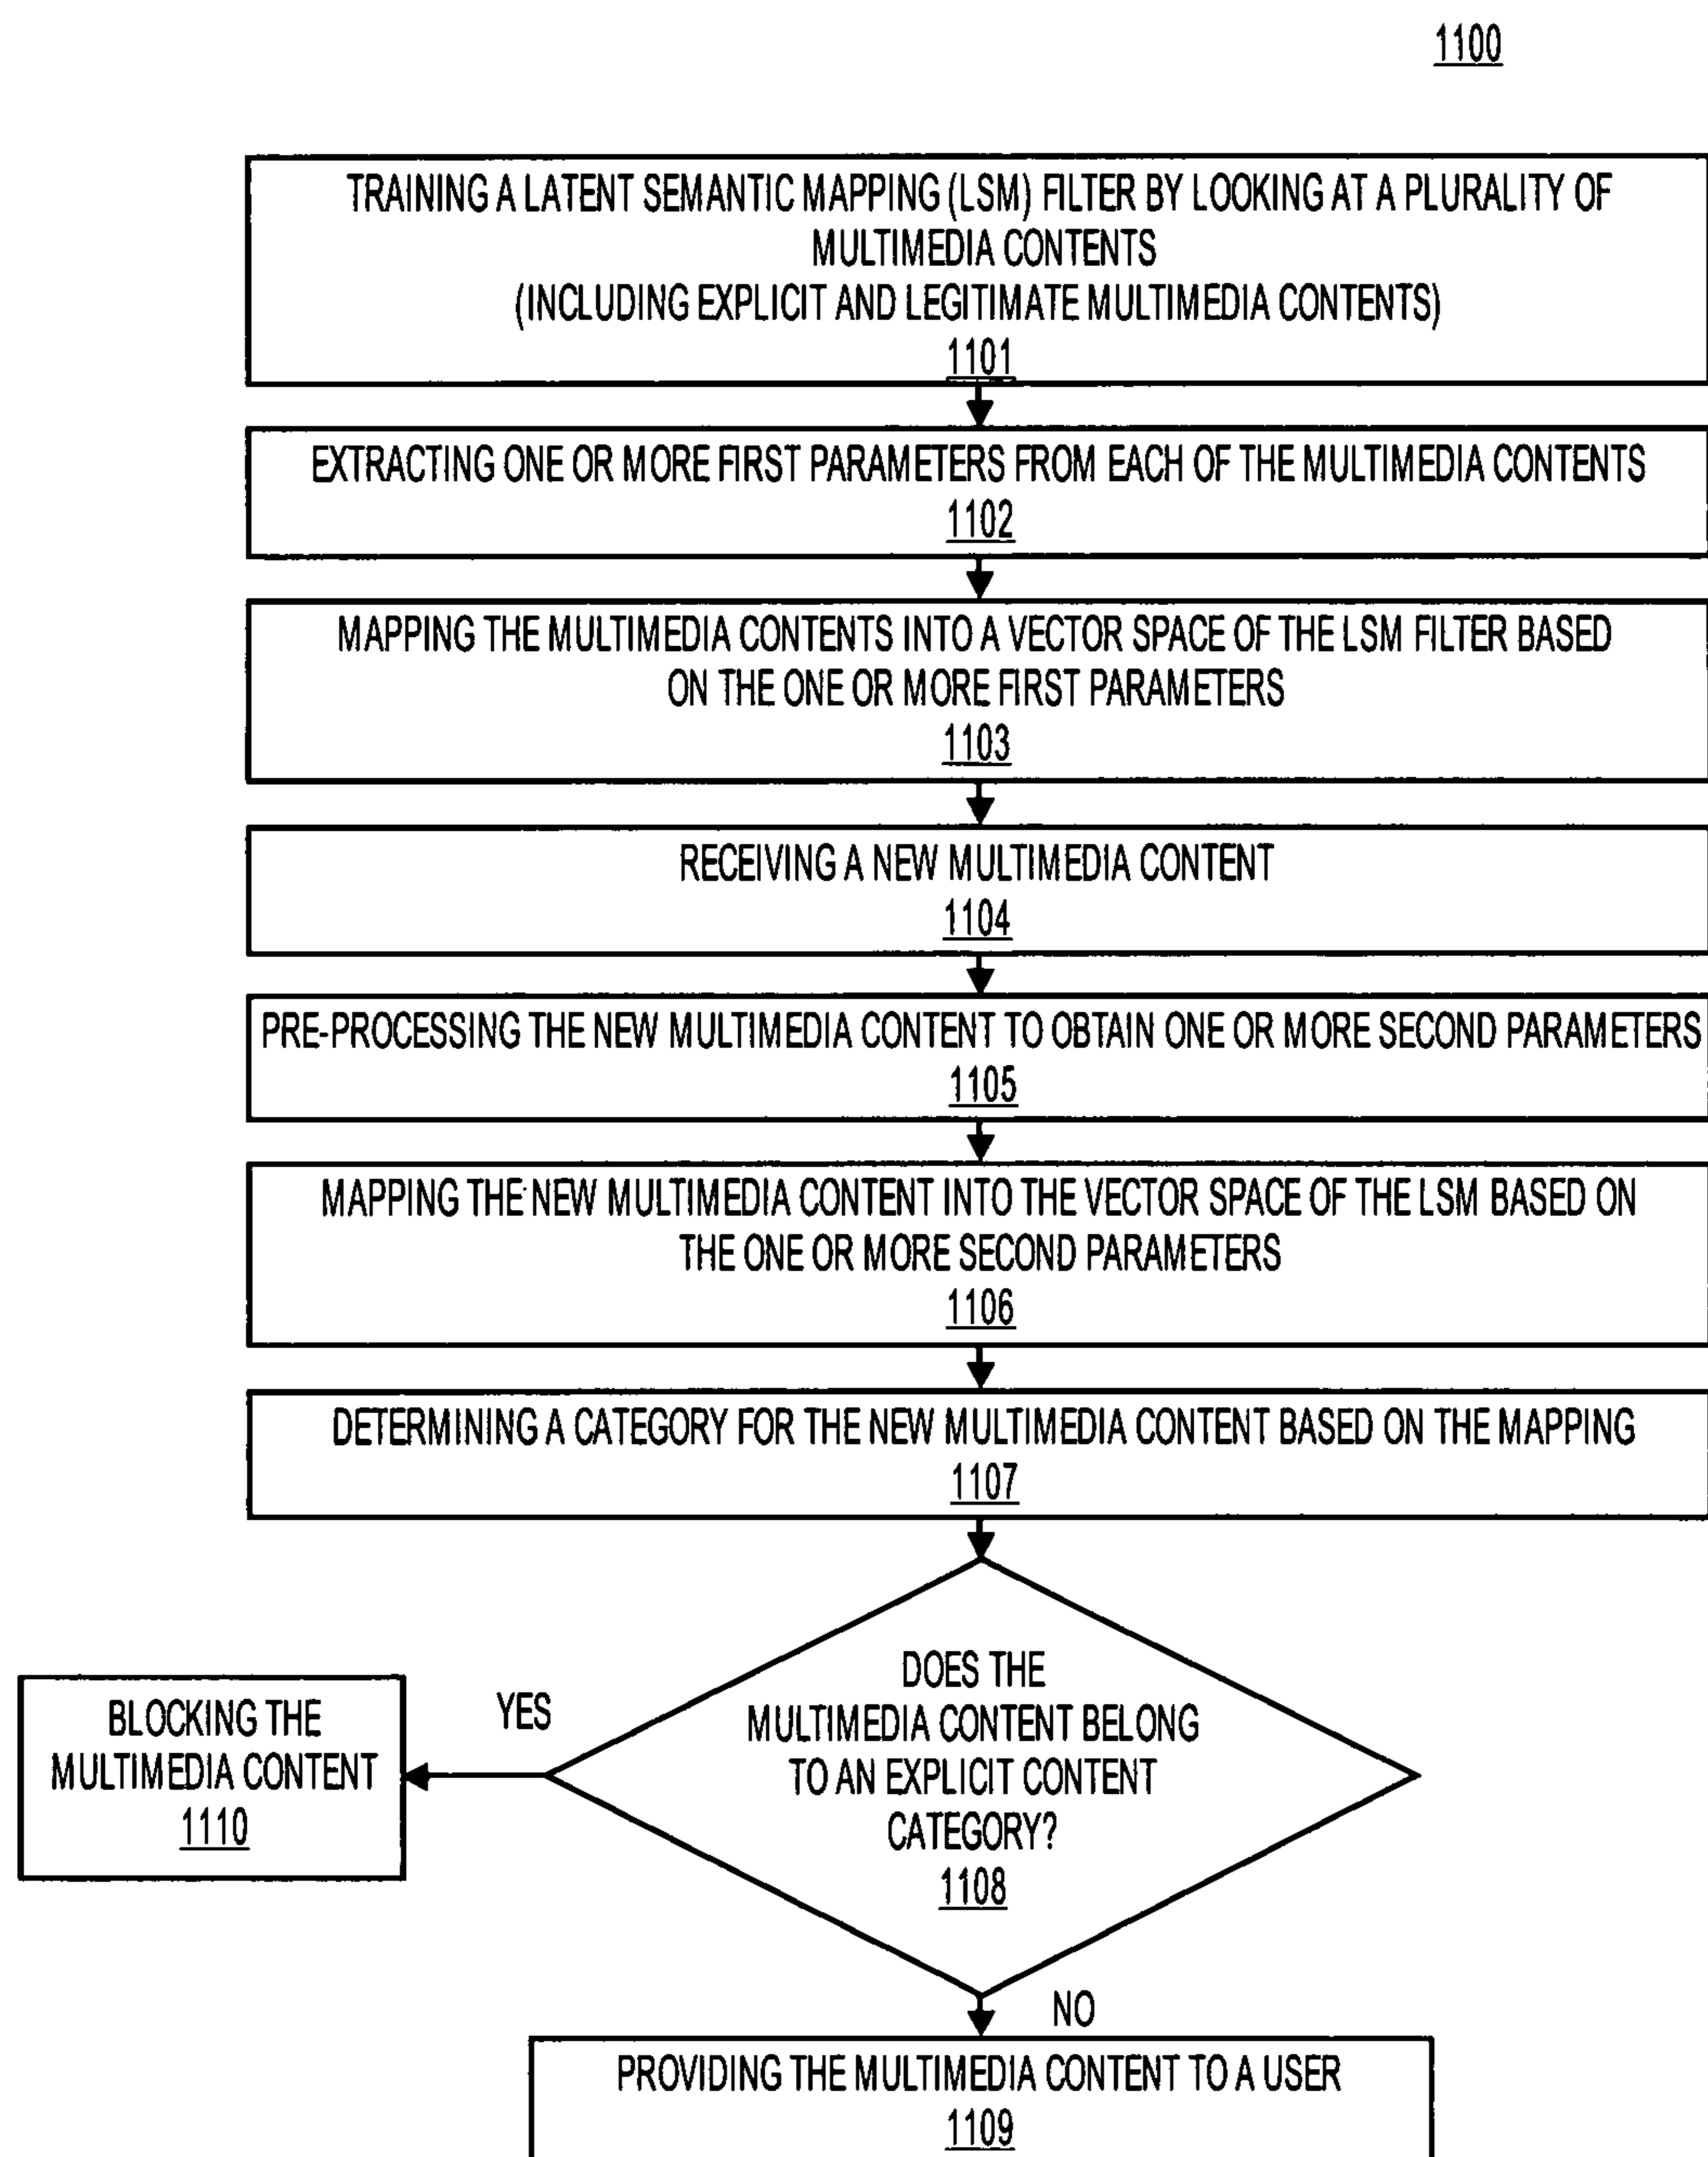 1100
TRAINING A LATENT SEMANTIC MAPPING (LSM) FILTER BY LOOKING AT A PLURALITY OF
MULTIMEDIA CONTENTS
(INCLUDING EXPLICIT AND LEGITIMATE MULTIMEDIA CONTENTS)
1101
EXTRACTING ONE OR MORE FIRST PARAMETERS FROM EACH OF THE MULTIMEDIA CONTENTS
1102
MAPPING THE MULTIMEDIA CONTENTS INTO A VECTOR SPACE OF THE LSM FILTER BASED
ON THE ONE OR MORE FIRST PARAMETERS
1103
RECEIVING A NEW MULTIMEDIA CONTENT
1104
PRE-PROCESSING THE NEW MULTIMEDIA CONTENT TO OBTAIN ONE OR MORE SECOND PARAMETERS
1105
MAPPING THE NEW MULTIMEDIA CONTENT INTO THE VECTOR SPACE OF THE LSM BASED ON
THE ONE OR MORE SECOND PARAMETERS
1106
DETERMINING A CATEGORY FOR THE NEW MULTIMEDIA CONTENT BASED ON THE MAPPING
1107
DOES THE
MULTIMEDIA CONTENT BELONG
TO AN EXPLICIT CONTENT
CATEGORY?
1108
YES
BLOCKING THE
MULTIMEDIA CONTENT
1110
NO
PROVIDING THE MULTIMEDIA CONTENT TO A USER
1109